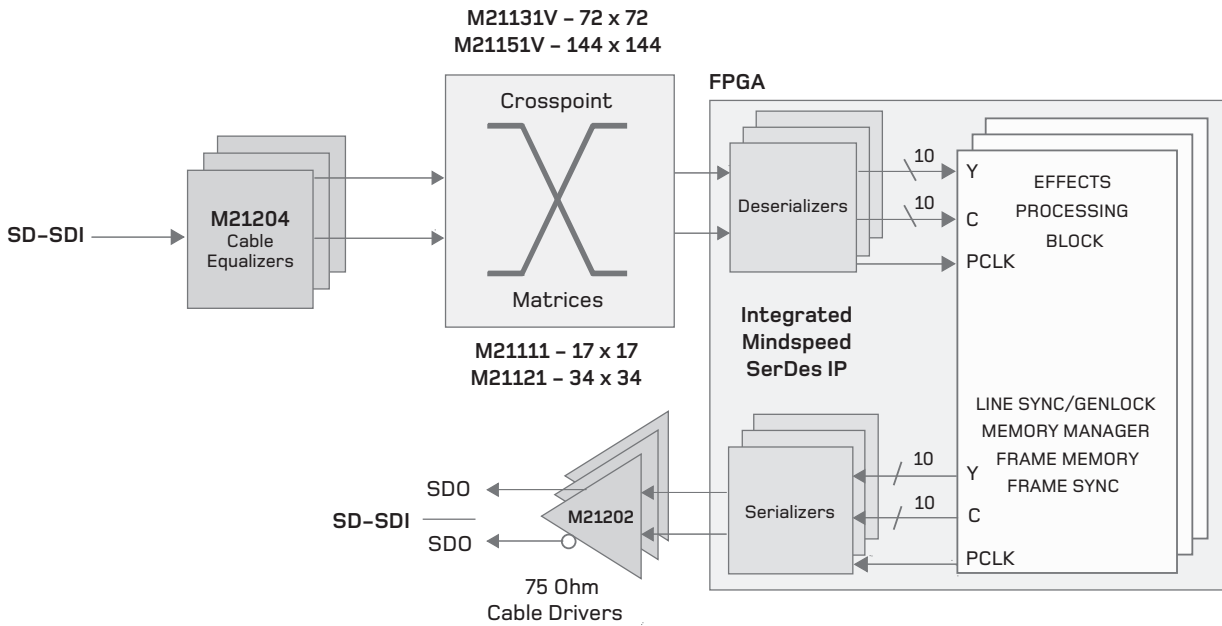 M21131V – 72 x 72
M21151V – 144 x 144
FPGA
Crosspoint
Matrices
SD-SDI
M21204
Cable
Equalizers
M21111 – 17 x 17
M21121 – 34 x 34
Deserializers
10
Y
10
C
PCLK
EFFECTS
PROCESSING
BLOCK
Integrated
Mindspeed
SerDes IP
LINE SYNC/GENLOCK
MEMORY MANAGER
FRAME MEMORY
FRAME SYNC
10
Y
10
C
PCLK
Serializers
SDO
SD-SDI
SDO
M21202
75 Ohm
Cable Drivers